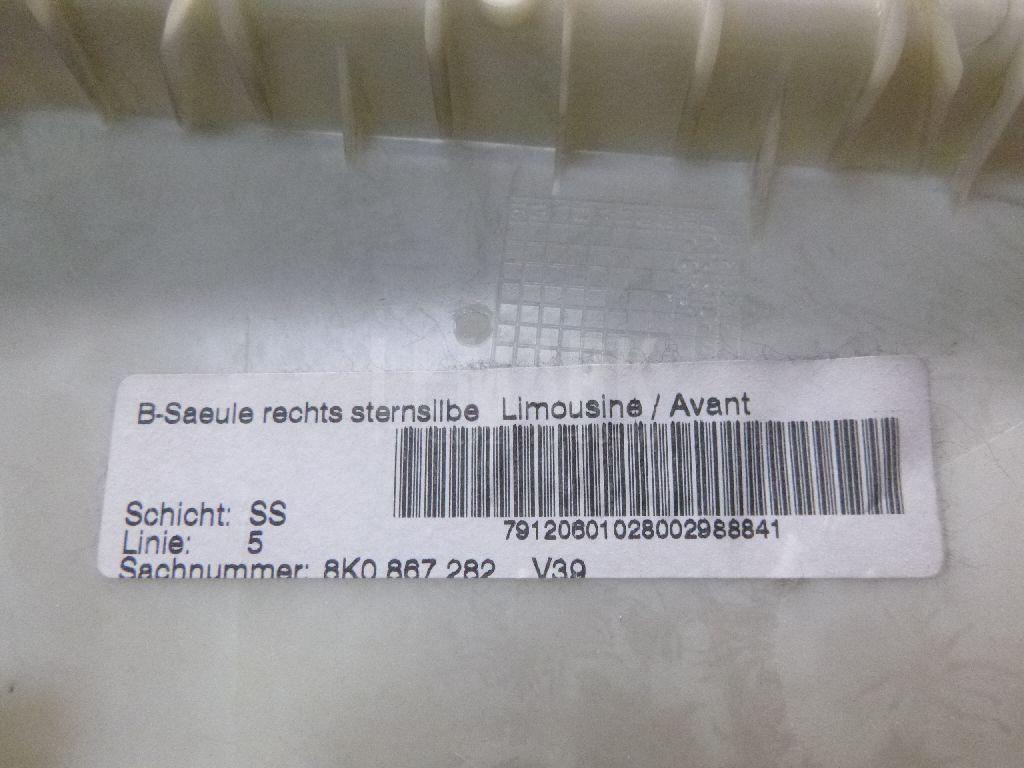 B-Saeule rechts sternsilbe Limousine / Avant
79120601028002988841
Schicht: SS
Linie: 5
Sachnummer: 8K0 867 282 V39